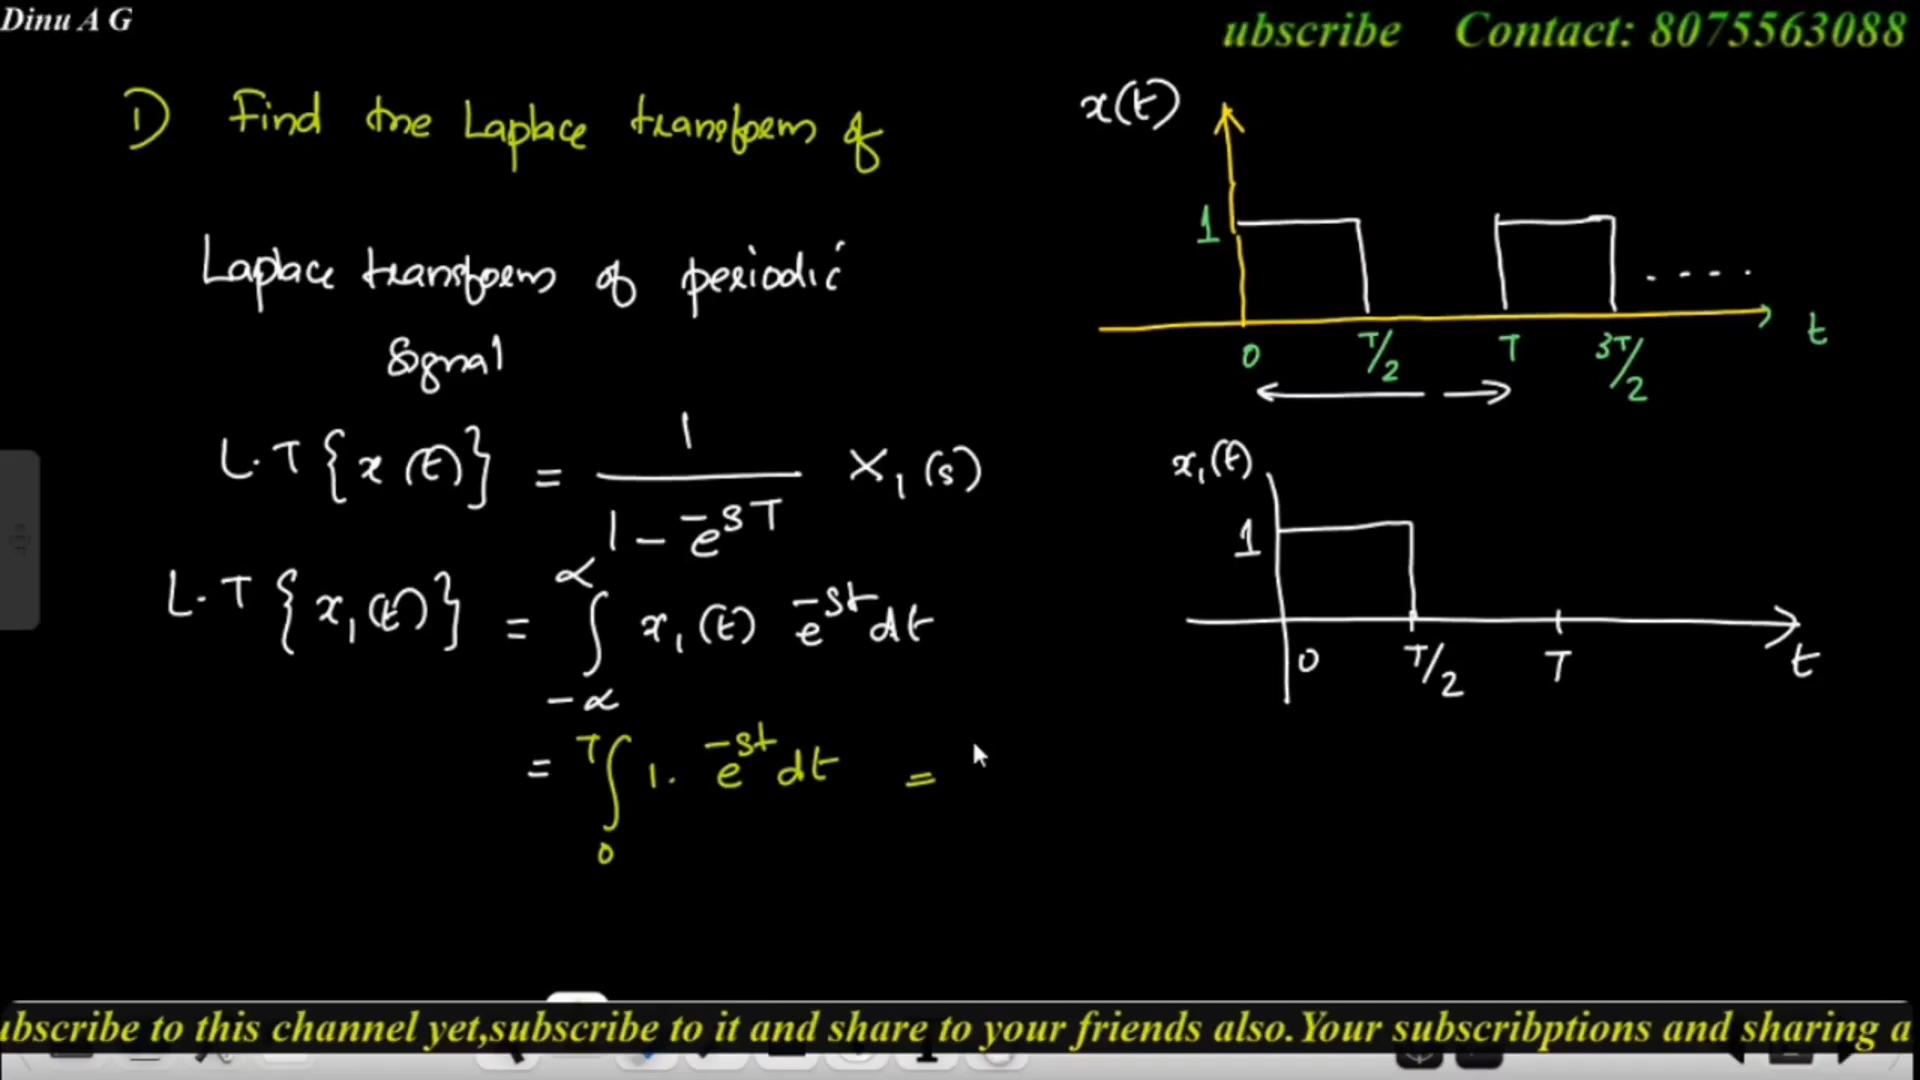 Dinu A G
ubscribe Contact: 8075563088
1) Find the Laplace transform of
Laplace transform of periodic
signal
L.T {x(t)} = 1 / (1 - e^-sT) X₁(s)
L.T {x₁(t)} = ∫_-α^α x₁(t) e^-st dt
= ∫_0^T 1. e^-st dt =
x(t)
1
0 T/2 T 3T/2 t
x₁(t)
1
0 T/2 T t
ubscribe to this channel yet,subscribe to it and share to your friends also.Your subscribptions and sharing a